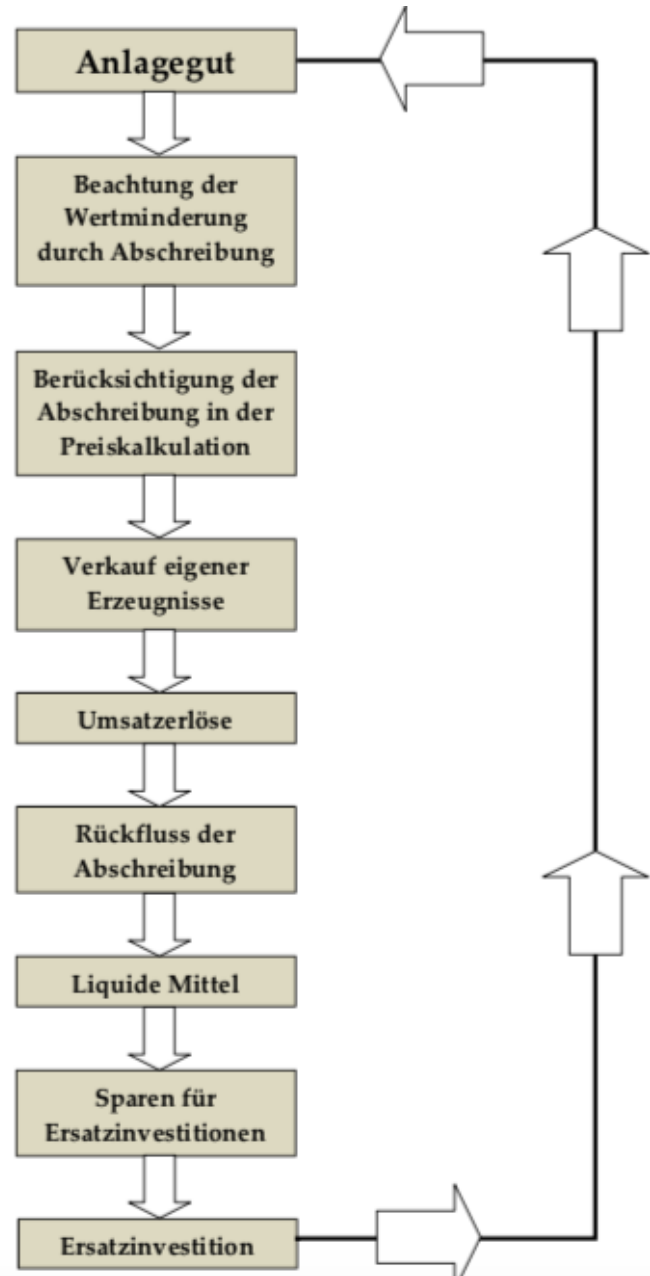 Anlagegut
Beachtung der
Wertminderung
durch Abschreibung
Berücksichtigung der
Abschreibung in der
Preiskalkulation
Verkauf eigener
Erzeugnisse
Umsatzerlöse
Rückfluss der
Abschreibung
Liquide Mittel
Sparen für
Ersatzinvestitionen
Ersatzinvestition